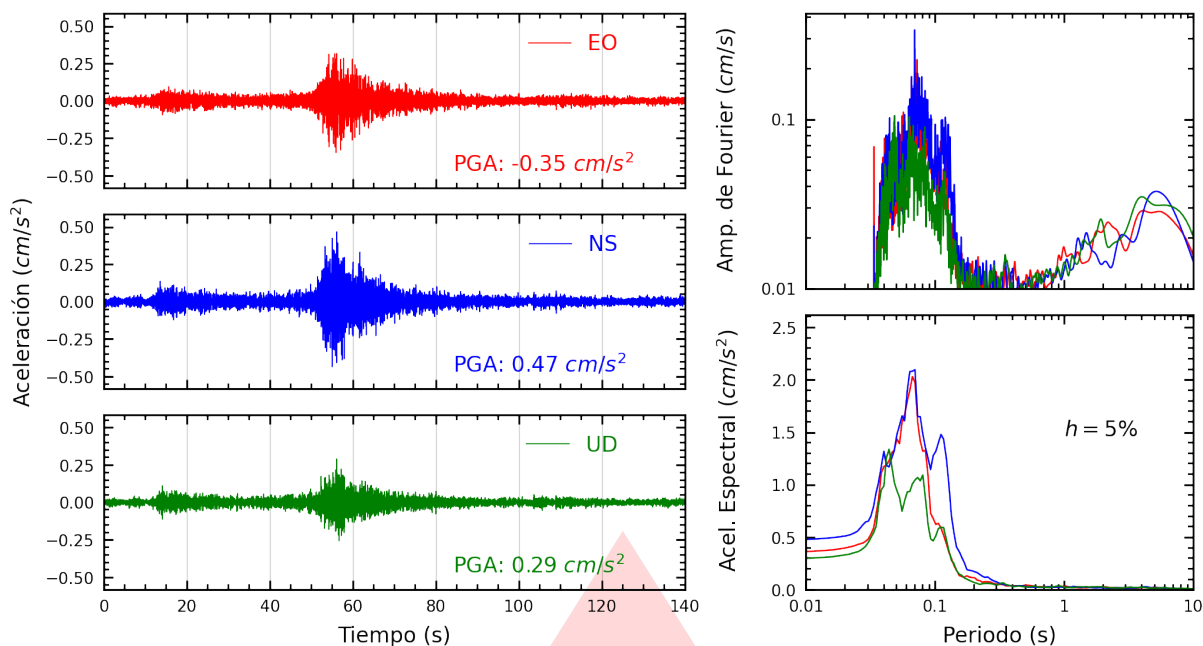 EO
0.50
0.25
0.00
−0.25
−0.50
PGA: -0.35 cm/s²
NS
0.50
0.25
0.00
−0.25
−0.50
PGA: 0.47 cm/s²
UD
0.50
0.25
0.00
−0.25
−0.50
PGA: 0.29 cm/s²
0 20 40 60 80 100 120 140
Tiempo (s)
Aceleración (cm/s²)
Amp. de Fourier (cm/s)
0.1
0.01
Acel. Espectral (cm/s²)
2.5
2.0
1.5
1.0
0.5
0.0
h = 5%
0.01 0.1 1 10
Periodo (s)